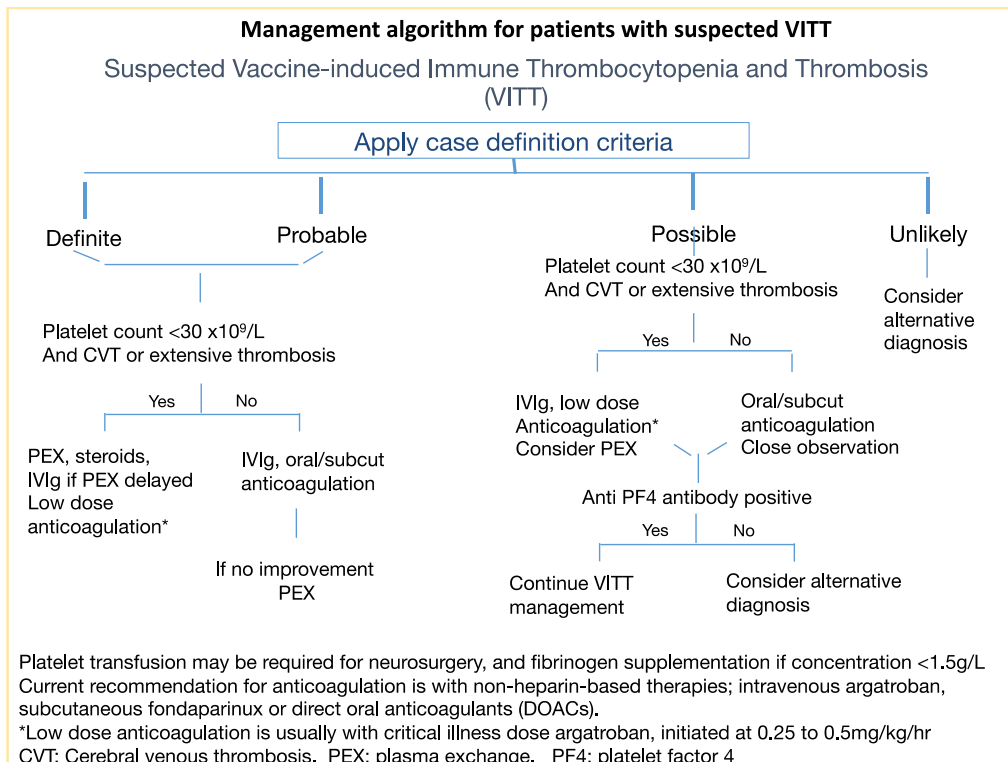 Management algorithm for patients with suspected VITT
Suspected Vaccine-induced Immune Thrombocytopenia and Thrombosis
(VITT)
Apply case definition criteria
Definite
Probable
Platelet count <30 x10⁹/L
And CVT or extensive thrombosis
Yes
No
PEX, steroids,
IVIg if PEX delayed
Low dose
anticoagulation*
IVIg, oral/subcut
anticoagulation
If no improvement
PEX
Possible
Platelet count <30 x10⁹/L
And CVT or extensive thrombosis
Yes
No
IVIg, low dose
Anticoagulation*
Consider PEX
Oral/subcut
anticoagulation
Close observation
Anti PF4 antibody positive
Yes
No
Continue VITT
management
Consider alternative
diagnosis
Unlikely
Consider
alternative
diagnosis
Platelet transfusion may be required for neurosurgery, and fibrinogen supplementation if concentration <1.5g/L
Current recommendation for anticoagulation is with non-heparin-based therapies; intravenous argatroban,
subcutaneous fondaparinux or direct oral anticoagulants (DOACs).
*Low dose anticoagulation is usually with critical illness dose argatroban, initiated at 0.25 to 0.5mg/kg/hr
CVT: Cerebral venous thrombosis. PEX: plasma exchange. PF4: platelet factor 4